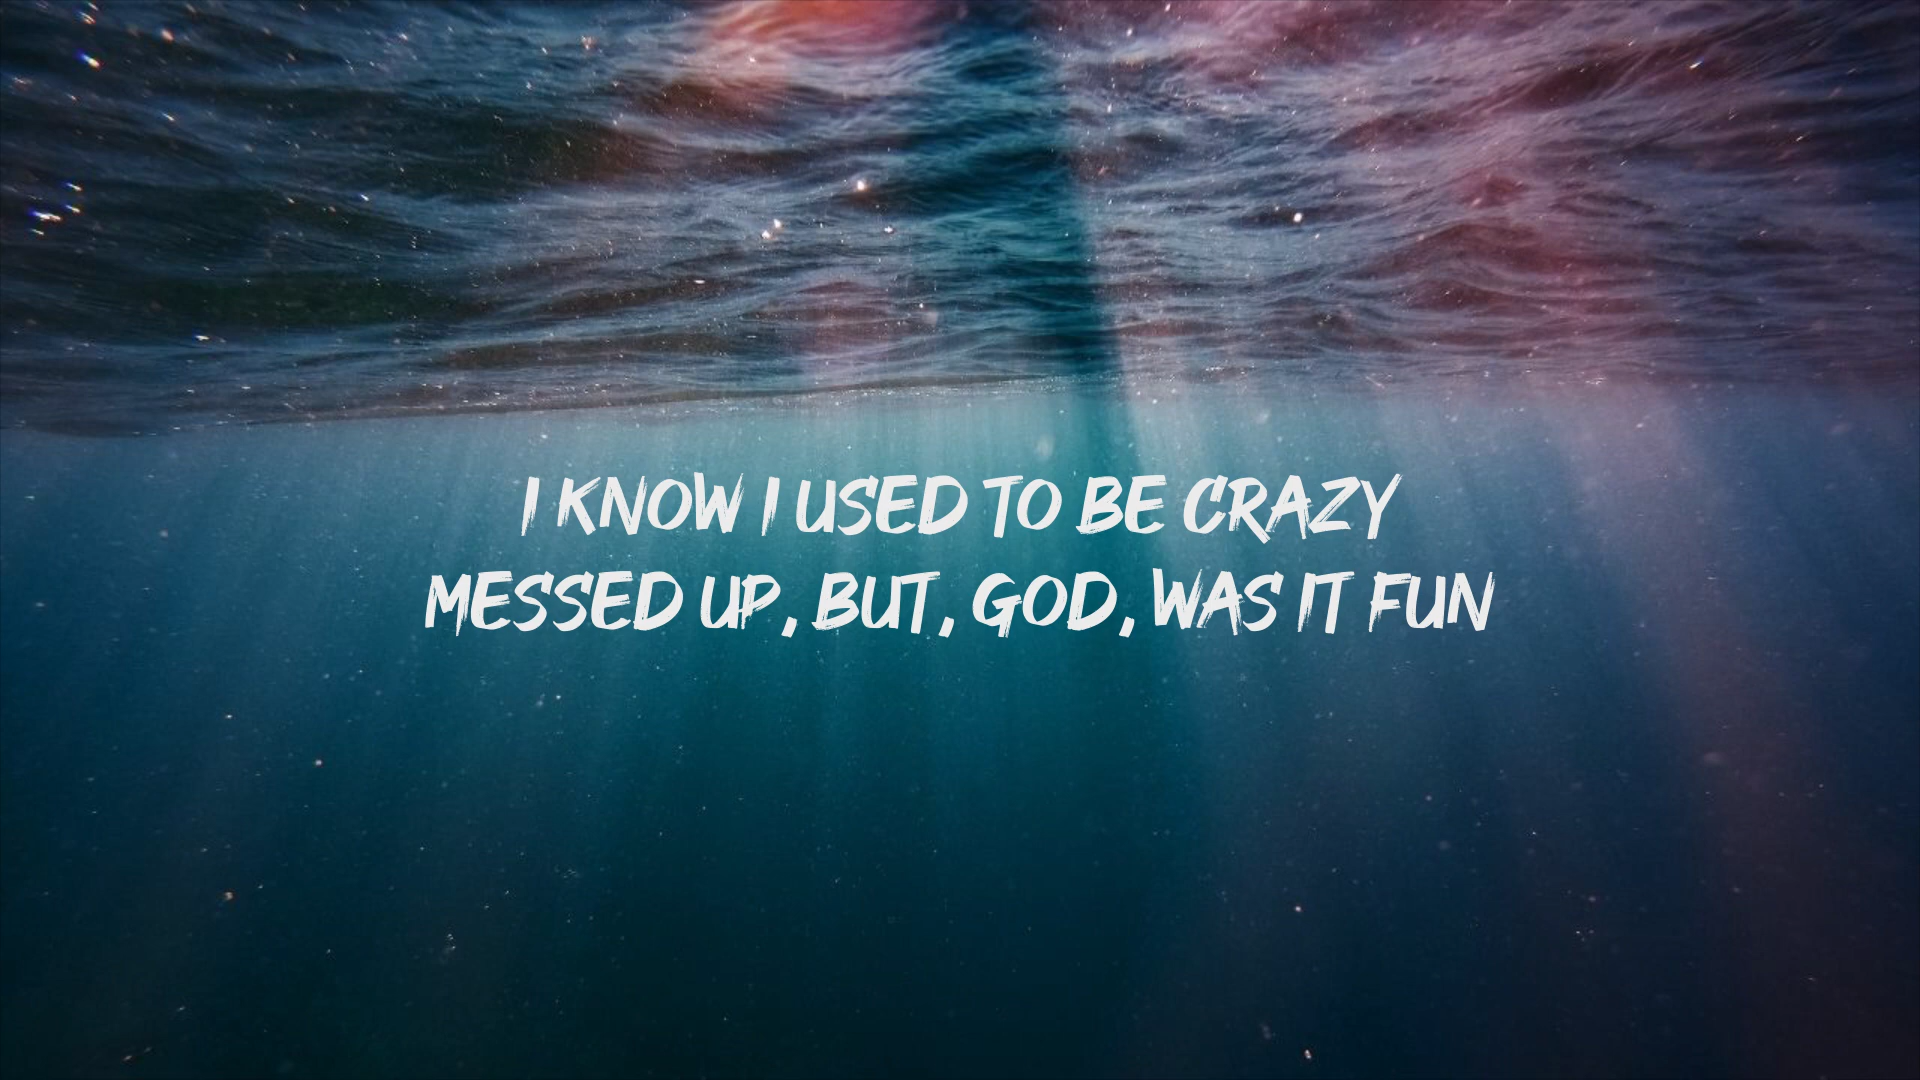 I KNOW I USED TO BE CRAZY
MESSED UP, BUT, GOD, WAS IT FUN